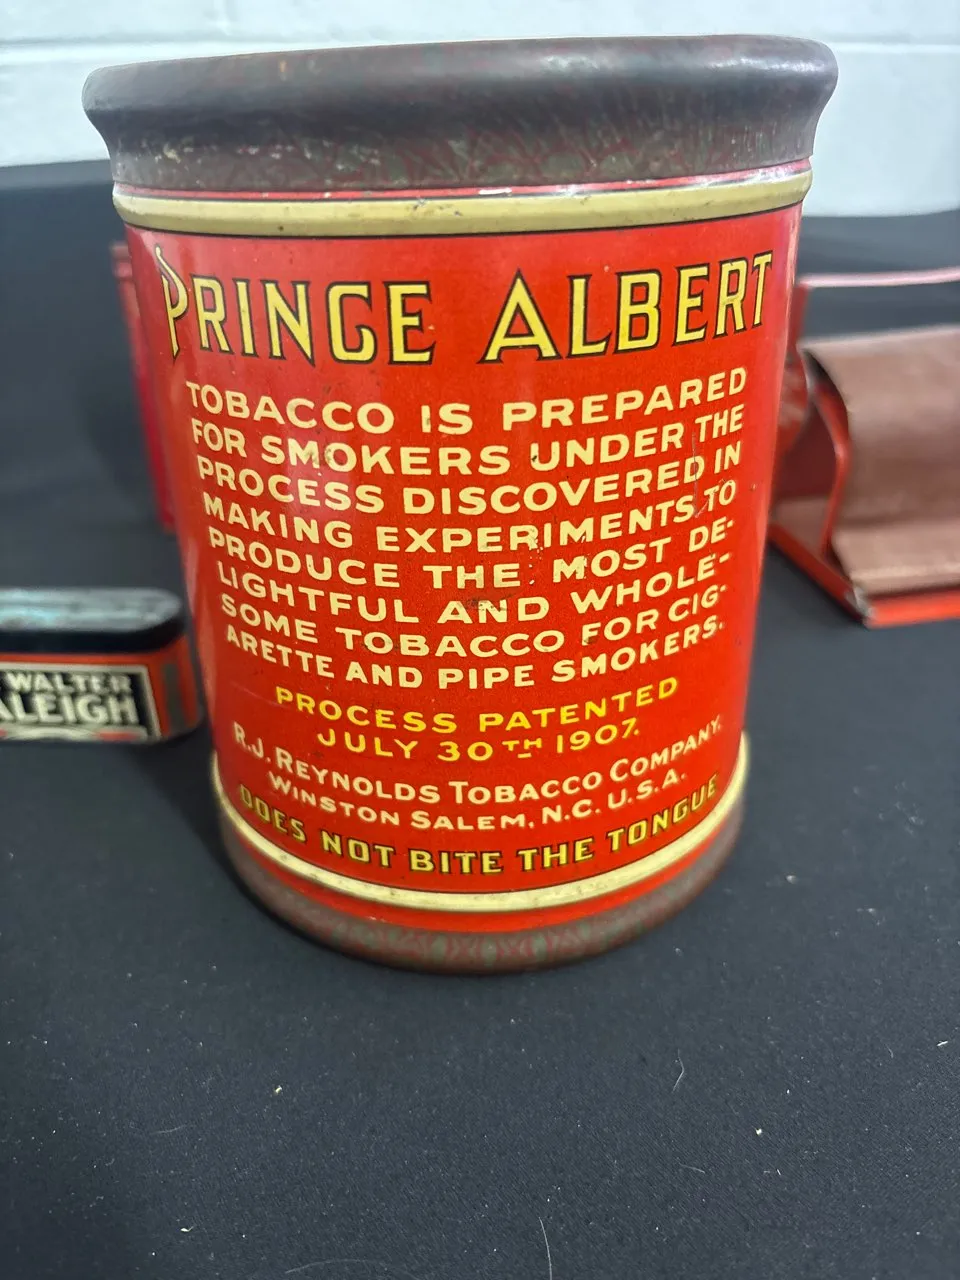 PRINCE ALBERT
TOBACCO IS PREPARED
FOR SMOKERS UNDER THE
PROCESS DISCOVERED IN
MAKING EXPERIMENTS TO
PRODUCE THE MOST DE-
LIGHTFUL AND WHOLE-
SOME TOBACCO FOR CIG-
ARETTE AND PIPE SMOKERS.
PROCESS PATENTED
JULY 30TH 1907.
R.J. REYNOLDS TOBACCO COMPANY.
WINSTON SALEM, N.C. U.S.A.
DOES NOT BITE THE TONGUE
WALTER
ALEIGH